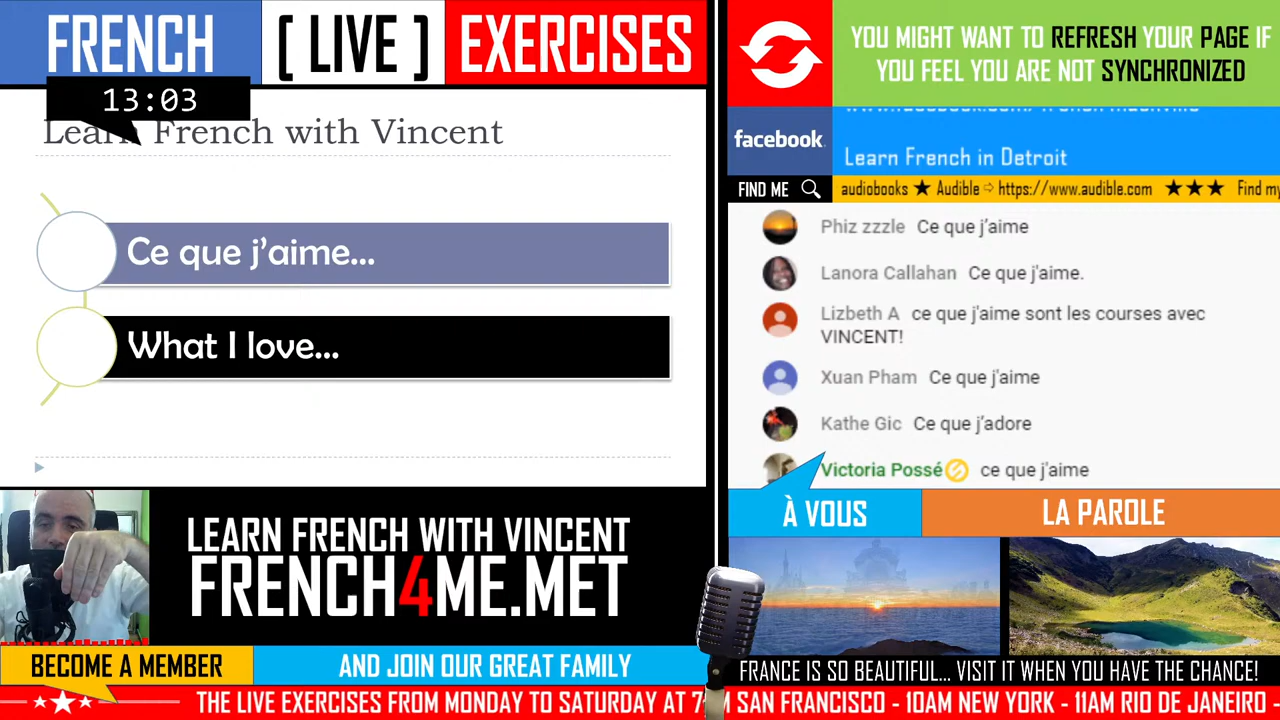 FRENCH [ LIVE ] EXERCISES
13:03
Learn French with Vincent
Ce que j'aime...
What I love...
LEARN FRENCH WITH VINCENT
FRENCH4ME.MET
BECOME A MEMBER
AND JOIN OUR GREAT FAMILY
YOU MIGHT WANT TO REFRESH YOUR PAGE IF
YOU FEEL YOU ARE NOT SYNCHRONIZED
facebook.
Learn French in Detroit
FIND ME
audiobooks ★ Audible ⇨ https://www.audible.com ★★★ Find my
Phiz zzzle Ce que j'aime
Lanora Callahan Ce que j'aime.
Lizbeth A ce que j'aime sont les courses avec
VINCENT!
Xuan Pham Ce que j'aime
Kathe Gic Ce que j'adore
Victoria Possé ce que j'aime
À VOUS
LA PAROLE
FRANCE IS SO BEAUTIFUL... VISIT IT WHEN YOU HAVE THE CHANCE!
THE LIVE EXERCISES FROM MONDAY TO SATURDAY AT 7 M SAN FRANCISCO - 10AM NEW YORK - 11AM RIO DE JANEIRO -